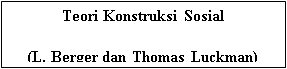 Teori Konstruksi Sosial
(L. Berger dan Thomas Luckman)